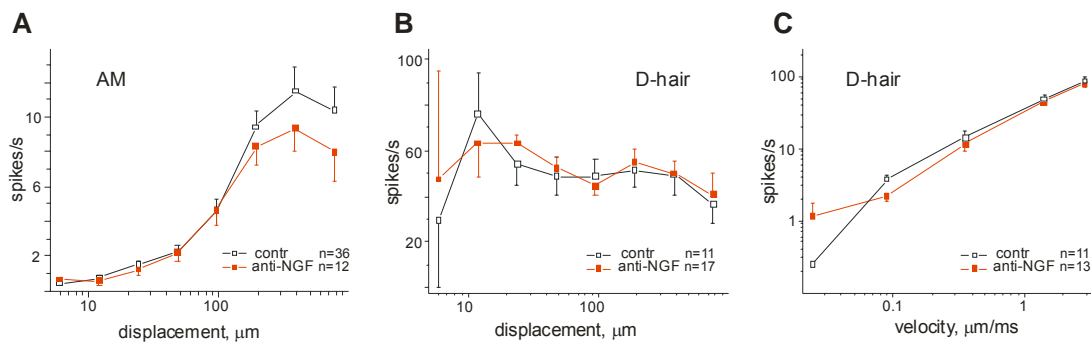 A
AM
spikes/s
10
6
2
contr n=36
anti-NGF n=12
10
100
displacement, μm
B
D-hair
spikes/s
100
60
20
contr n=11
anti-NGF n=17
10
100
displacement, μm
C
D-hair
spikes/s
100
10
1
contr n=11
anti-NGF n=13
0.1
1
velocity, μm/ms